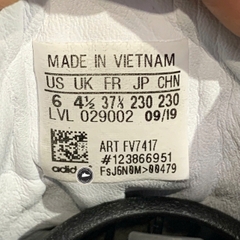 MADE IN VIETNAM
US UK FR JP CHN
6 4½ 37⅓ 230 230
LVL 029002 09/19
ART FV7417
#123866951
FsJ6N0M>00479